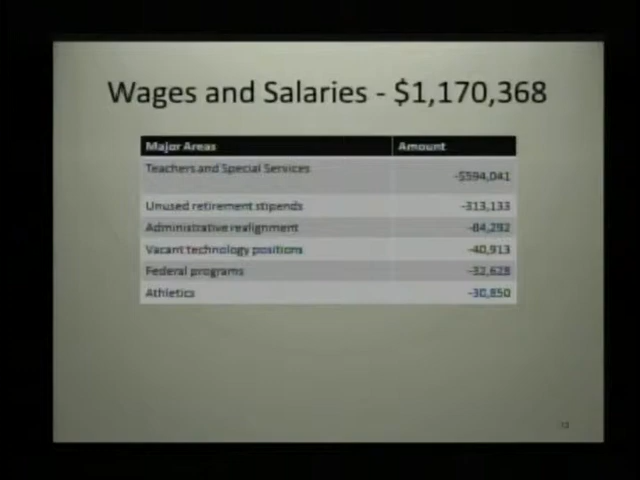 Wages and Salaries - $1,170,368
Major Areas Amount
Teachers and Special Services -$594,041
Unused retirement stipends -313,133
Administrative realignment -84,292
Vacant technology positions -40,913
Federal programs -32,628
Athletics -30,850